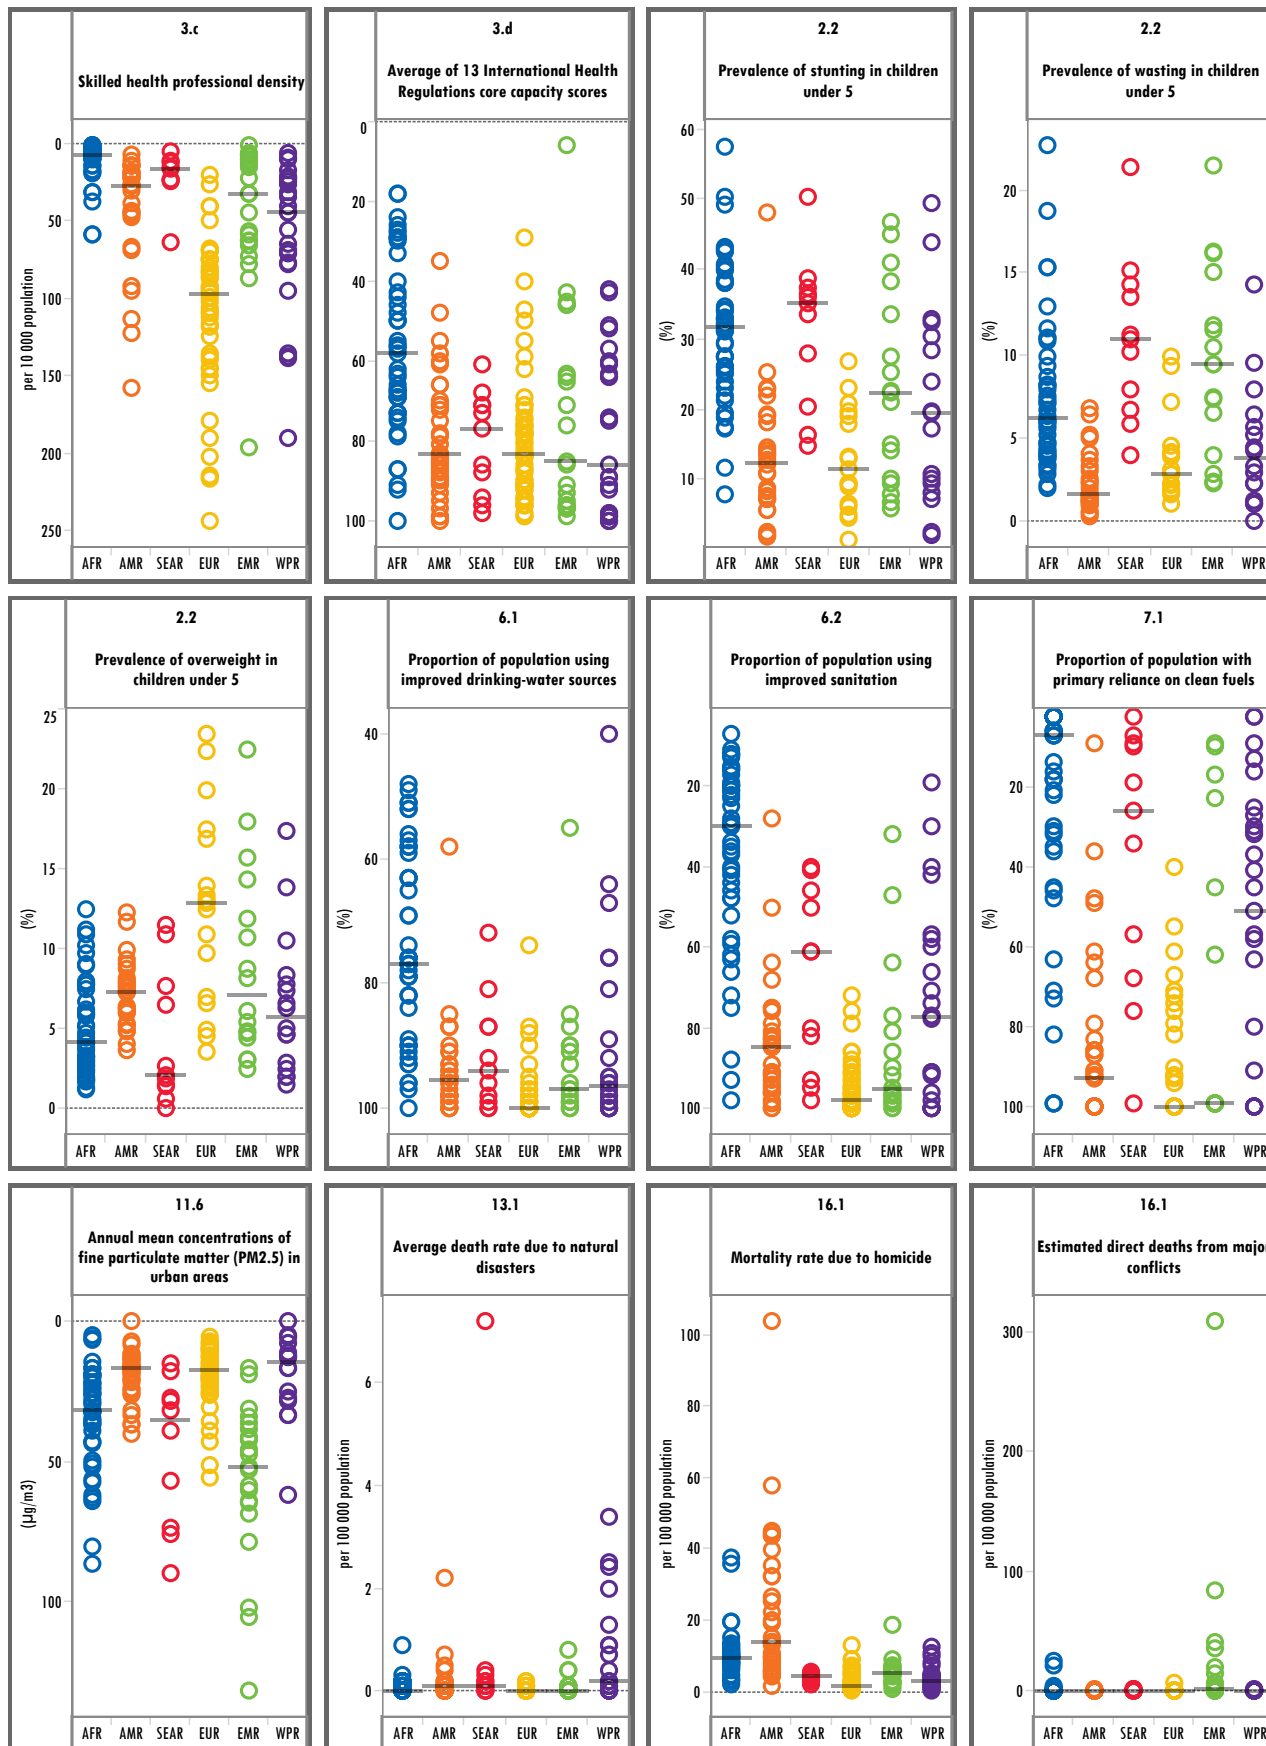 3.c
Skilled health professional density
per 10 000 population
0
50
100
150
200
250
AFR AMR SEAR EUR EMR WPR
3.d
Average of 13 International Health
Regulations core capacity scores
0
20
40
60
80
100
AFR AMR SEAR EUR EMR WPR
2.2
Prevalence of stunting in children
under 5
(%)
60
50
40
30
20
10
AFR AMR SEAR EUR EMR WPR
2.2
Prevalence of wasting in children
under 5
(%)
20
15
10
5
0
AFR AMR SEAR EUR EMR WPR
2.2
Prevalence of overweight in
children under 5
(%)
25
20
15
10
5
0
AFR AMR SEAR EUR EMR WPR
6.1
Proportion of population using
improved drinking-water sources
(%)
40
60
80
100
AFR AMR SEAR EUR EMR WPR
6.2
Proportion of population using
improved sanitation
(%)
20
40
60
80
100
AFR AMR SEAR EUR EMR WPR
7.1
Proportion of population with
primary reliance on clean fuels
(%)
20
40
60
80
100
AFR AMR SEAR EUR EMR WPR
11.6
Annual mean concentrations of
fine particulate matter (PM2.5) in
urban areas
(µg/m3)
0
50
100
AFR AMR SEAR EUR EMR WPR
13.1
Average death rate due to natural
disasters
per 100 000 population
6
4
2
0
AFR AMR SEAR EUR EMR WPR
16.1
Mortality rate due to homicide
per 100 000 population
100
80
60
40
20
0
AFR AMR SEAR EUR EMR WPR
16.1
Estimated direct deaths from major
conflicts
per 100 000 population
300
200
100
0
AFR AMR SEAR EUR EMR WPR